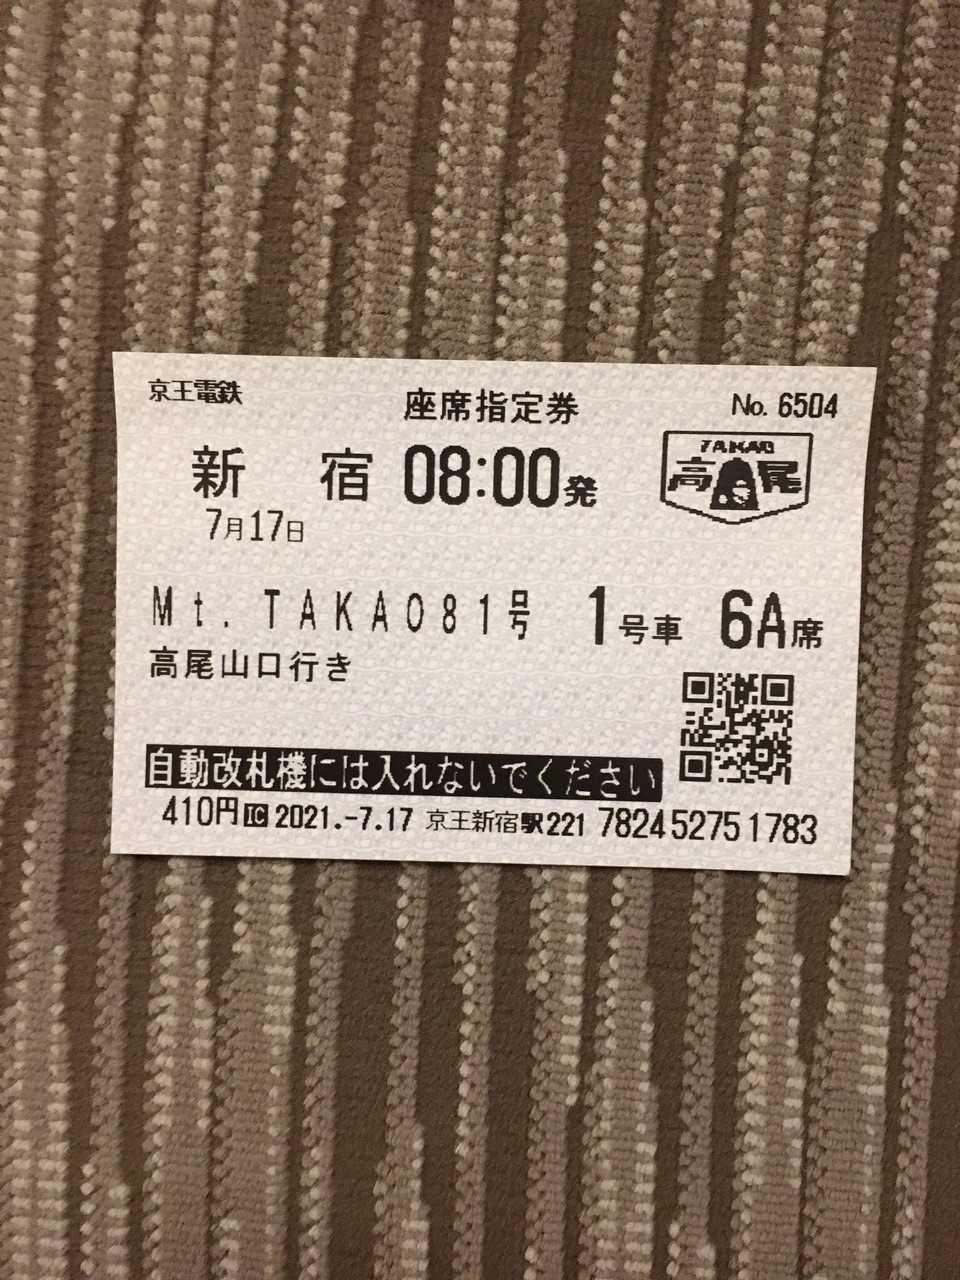 京王電鉄 座席指定券 No. 6504
新 宿 08:00発
TAKAO
高尾
7月17日
Mt. TAKAO81号 1号車 6A席
高尾山口行き
自動改札機には入れないでください
410円IC 2021.-7.17 京王新宿駅221 78245275 1783